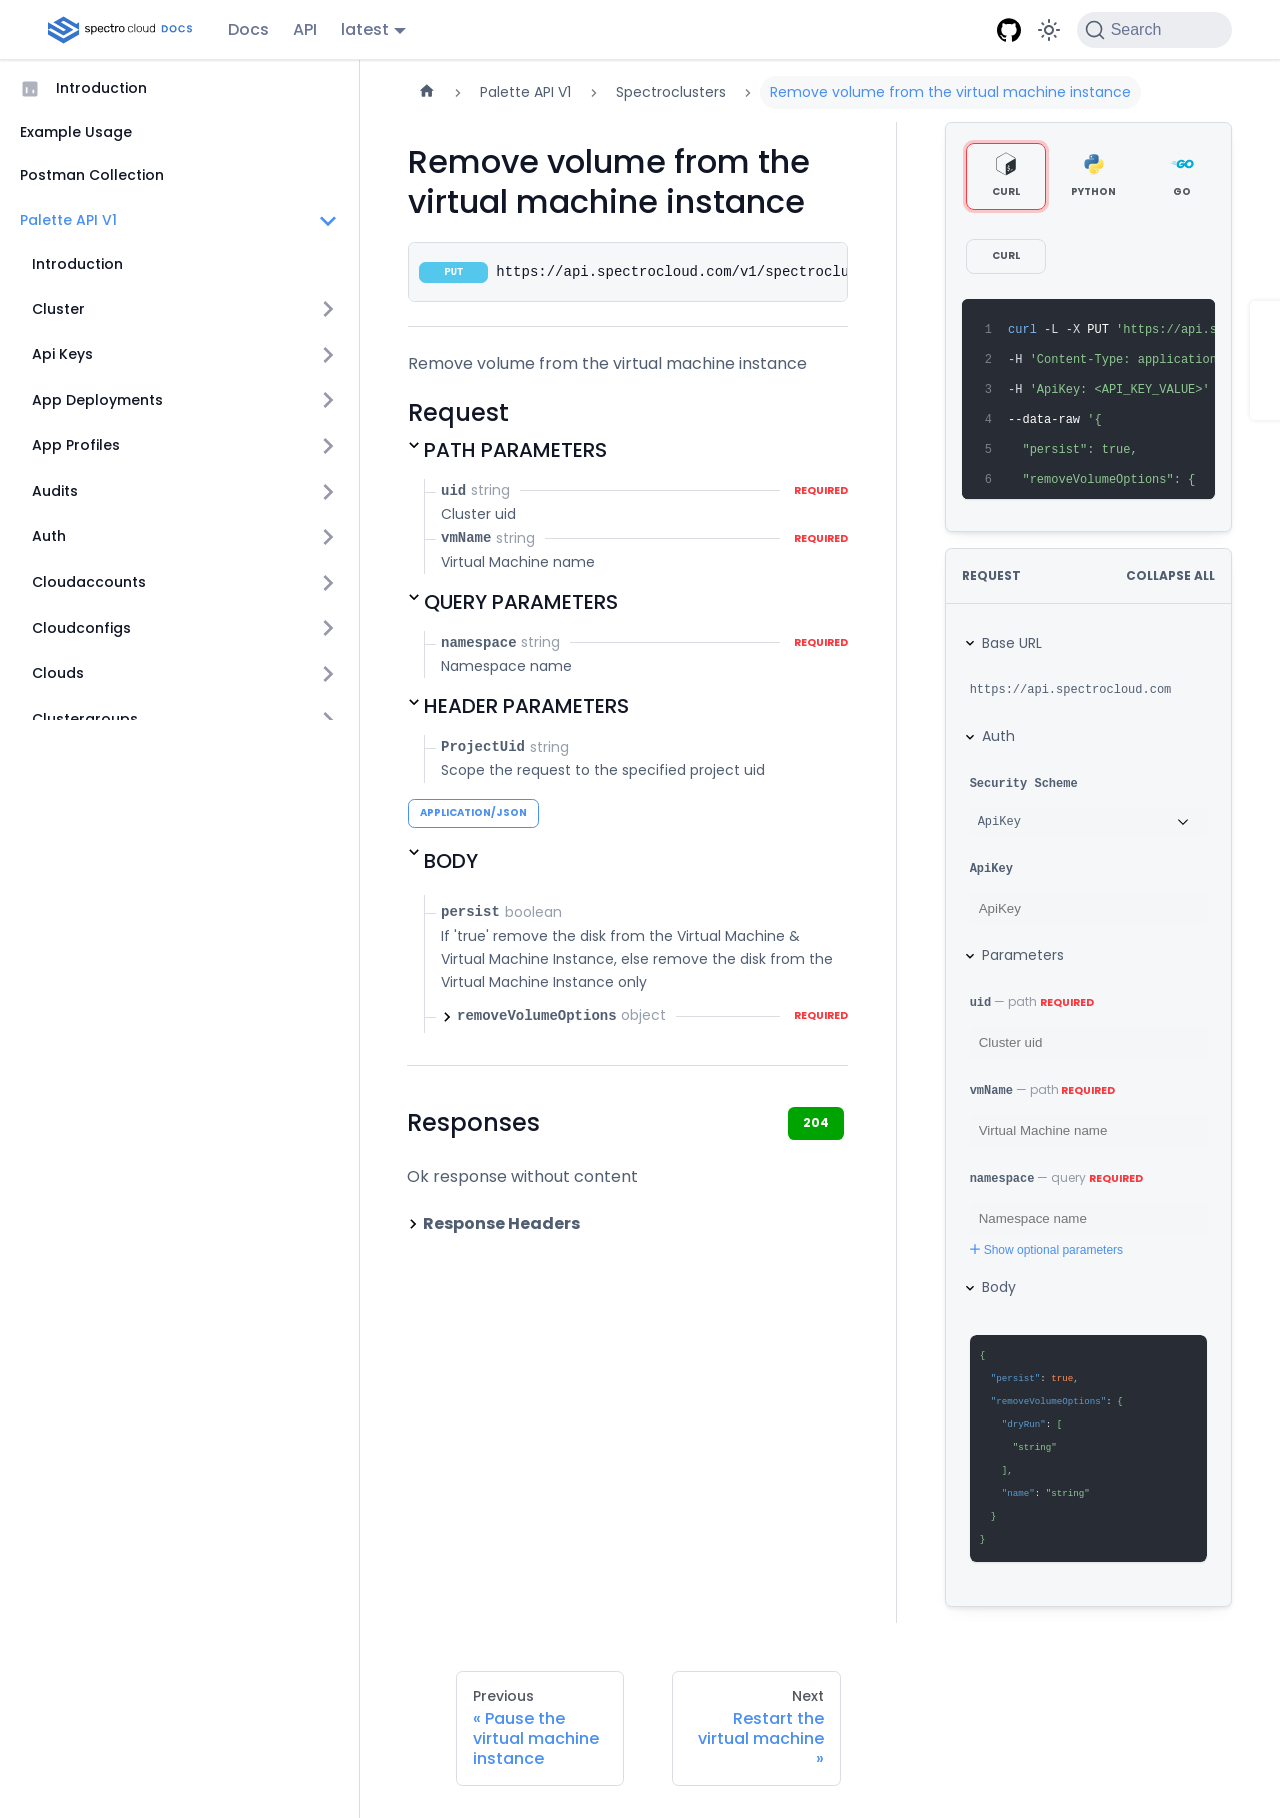 spectro cloud DOCS Docs API latest Search
Introduction
Example Usage
Postman Collection
Palette API V1
Introduction
Cluster
Api Keys
App Deployments
App Profiles
Audits
Auth
Cloudaccounts
Cloudconfigs
Clouds
Clustergroups
Palette API V1 Spectroclusters Remove volume from the virtual machine instance
Remove volume from the
virtual machine instance
PUT https://api.spectrocloud.com/v1/spectroclu
Remove volume from the virtual machine instance
Request
PATH PARAMETERS
uid string REQUIRED
Cluster uid
vmName string REQUIRED
Virtual Machine name
QUERY PARAMETERS
namespace string REQUIRED
Namespace name
HEADER PARAMETERS
ProjectUid string
Scope the request to the specified project uid
APPLICATION/JSON
BODY
persist boolean
If 'true' remove the disk from the Virtual Machine &
Virtual Machine Instance, else remove the disk from the
Virtual Machine Instance only
removeVolumeOptions object REQUIRED
Responses 204
Ok response without content
Response Headers
CURL PYTHON GO
CURL
1 curl -L -X PUT 'https://api.s
2 -H 'Content-Type: application
3 -H 'ApiKey: <API_KEY_VALUE>'
4 --data-raw '{
5 "persist": true,
6 "removeVolumeOptions": {
REQUEST COLLAPSE ALL
Base URL
https://api.spectrocloud.com
Auth
Security Scheme
ApiKey
ApiKey
ApiKey
Parameters
uid — path REQUIRED
Cluster uid
vmName — path REQUIRED
Virtual Machine name
namespace — query REQUIRED
Namespace name
Show optional parameters
Body
{
"persist": true,
"removeVolumeOptions": {
"dryRun": [
"string"
],
"name": "string"
}
}
Previous
« Pause the
virtual machine
instance
Next
Restart the
virtual machine
»